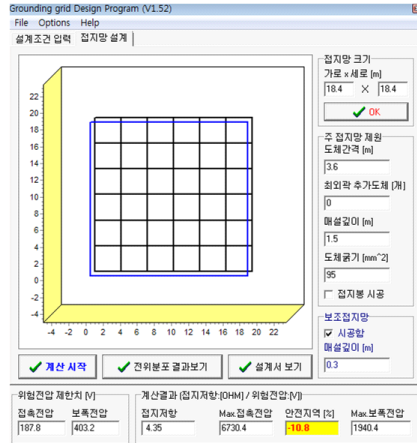 Grounding grid Design Program (V1.52)
File Options Help
설계조건 입력 접지망 설계
22
20
18
16
14
12
10
8
6
4
2
0
-2
-4
-4 -2 0 2 4 6 8 10 12 14 16 18 20 22
접지망 크기
가로 x 세로 [m]
18.4 X 18.4
OK
주 접지망 제원
도체간격 [m]
3.6
최외곽 추가도체 [개]
0
매설깊이 [m]
1.5
도체굵기 [mm^2]
95
접지봉 시공
보조접지망
시공함
매설깊이 [m]
0.3
계산 시작 전위분포 결과보기 설계서 보기
위험전압 제한치 [V]
접촉전압 보폭전압
187.8 403.2
계산결과 (접지저항:[OHM] / 위험전압:[V])
접지저항 Max.접촉전압 안전지역 [%] Max.보폭전압
4.35 6730.4 -10.8 1940.4